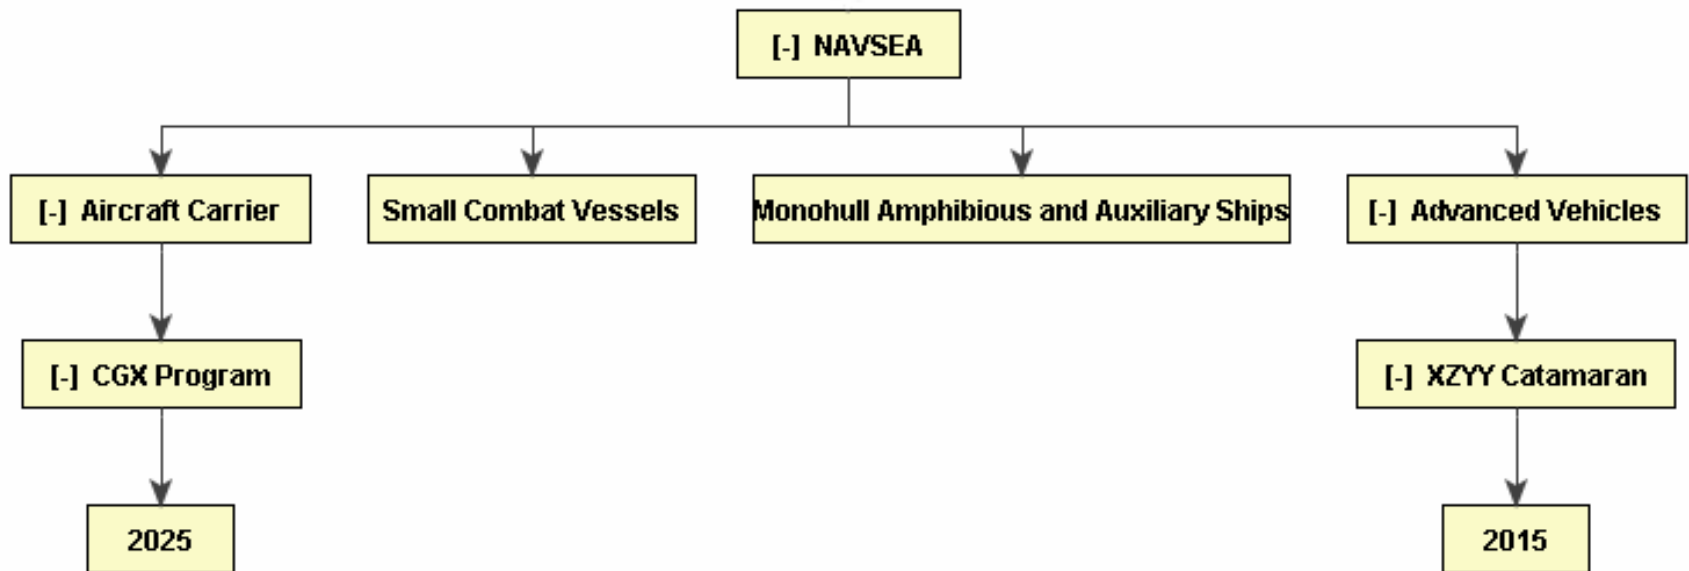 [-] NAVSEA
[-] Aircraft Carrier
Small Combat Vessels
Monohull Amphibious and Auxiliary Ships
[-] Advanced Vehicles
[-] CGX Program
[-] XZYY Catamaran
2025
2015